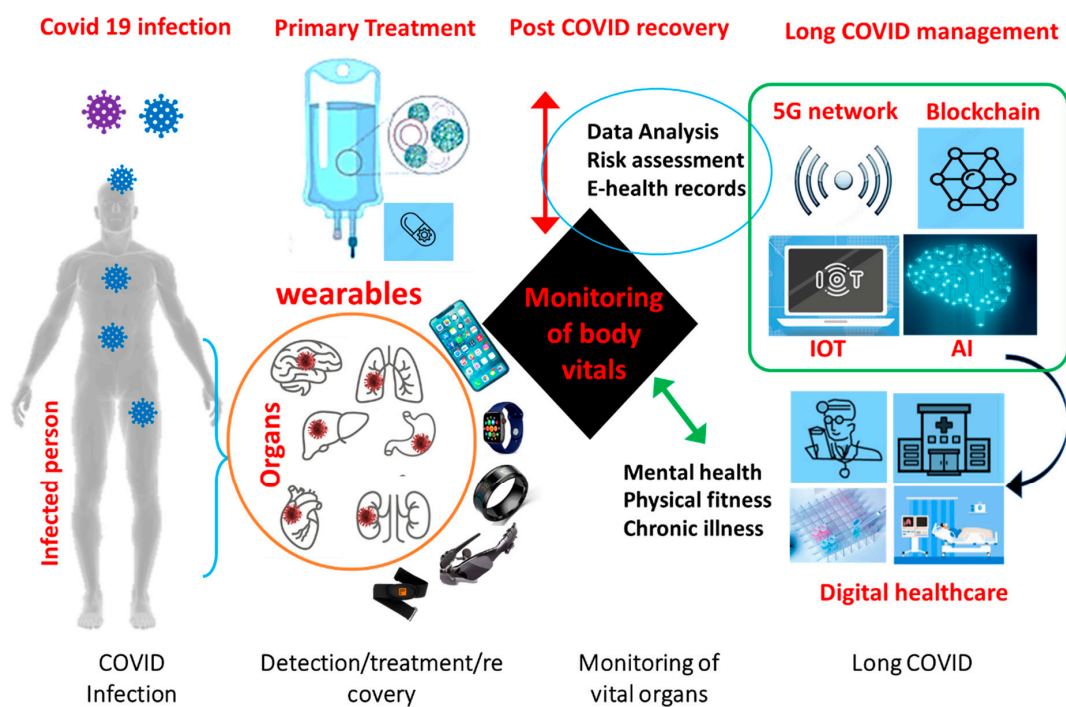 Covid 19 infection
Primary Treatment
Post COVID recovery
Long COVID management
5G network
Blockchain
Data Analysis
Risk assessment
E-health records
IOT
wearables
Monitoring
of body
vitals
IOT
AI
Organs
Infected person
Mental health
Physical fitness
Chronic illness
Digital healthcare
COVID
Infection
Detection/treatment/re
covery
Monitoring of
vital organs
Long COVID